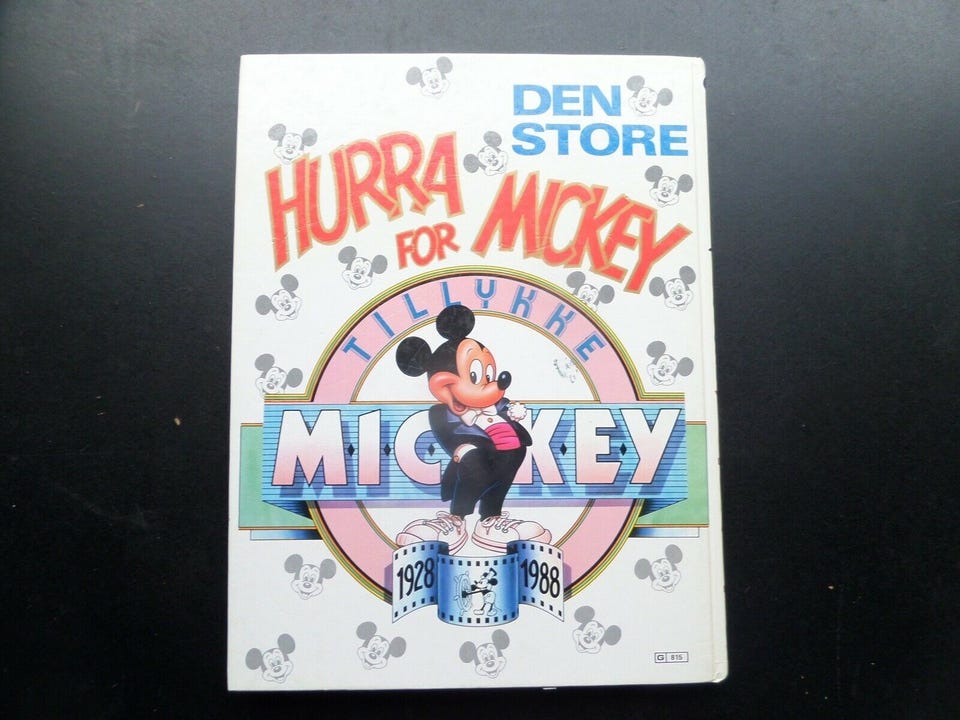 DEN
STORE
HURRA
FOR
MICKEY
TILLYKKE
MICKEY
1928
1988
G 815